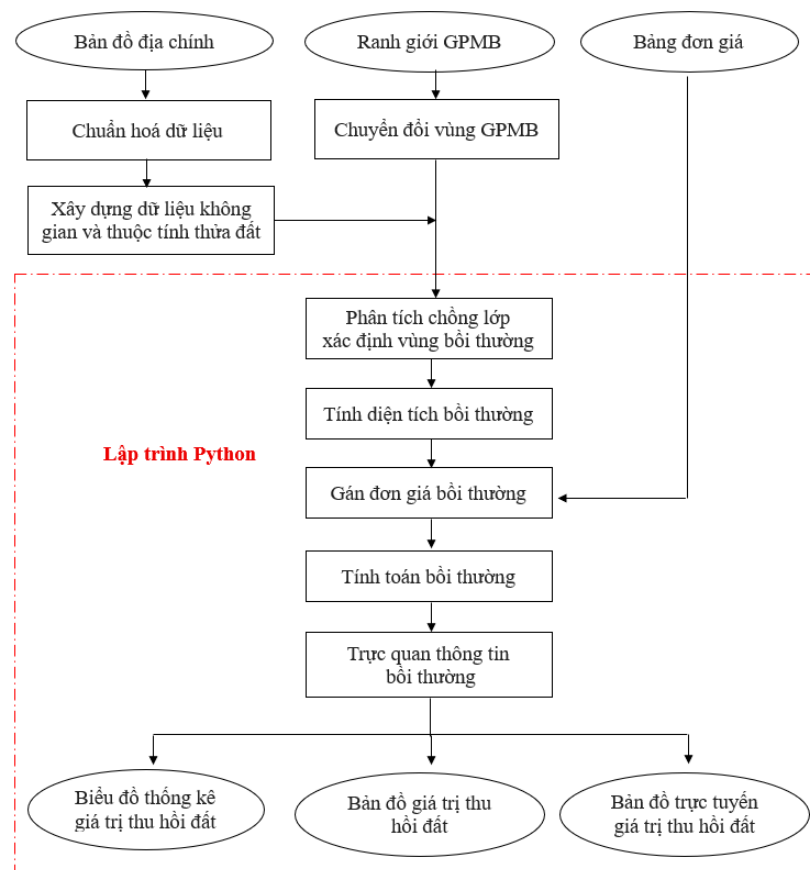 Bản đồ địa chính
Ranh giới GPMB
Bảng đơn giá
Chuẩn hoá dữ liệu
Chuyển đổi vùng GPMB
Xây dựng dữ liệu không
gian và thuộc tính thửa đất
Phân tích chồng lớp
xác định vùng bồi thường
Tính diện tích bồi thường
Lập trình Python
Gán đơn giá bồi thường
Tính toán bồi thường
Trực quan thông tin
bồi thường
Biểu đồ thống kê
giá trị thu hồi đất
Bản đồ giá trị thu
hồi đất
Bản đồ trực tuyến
giá trị thu hồi đất